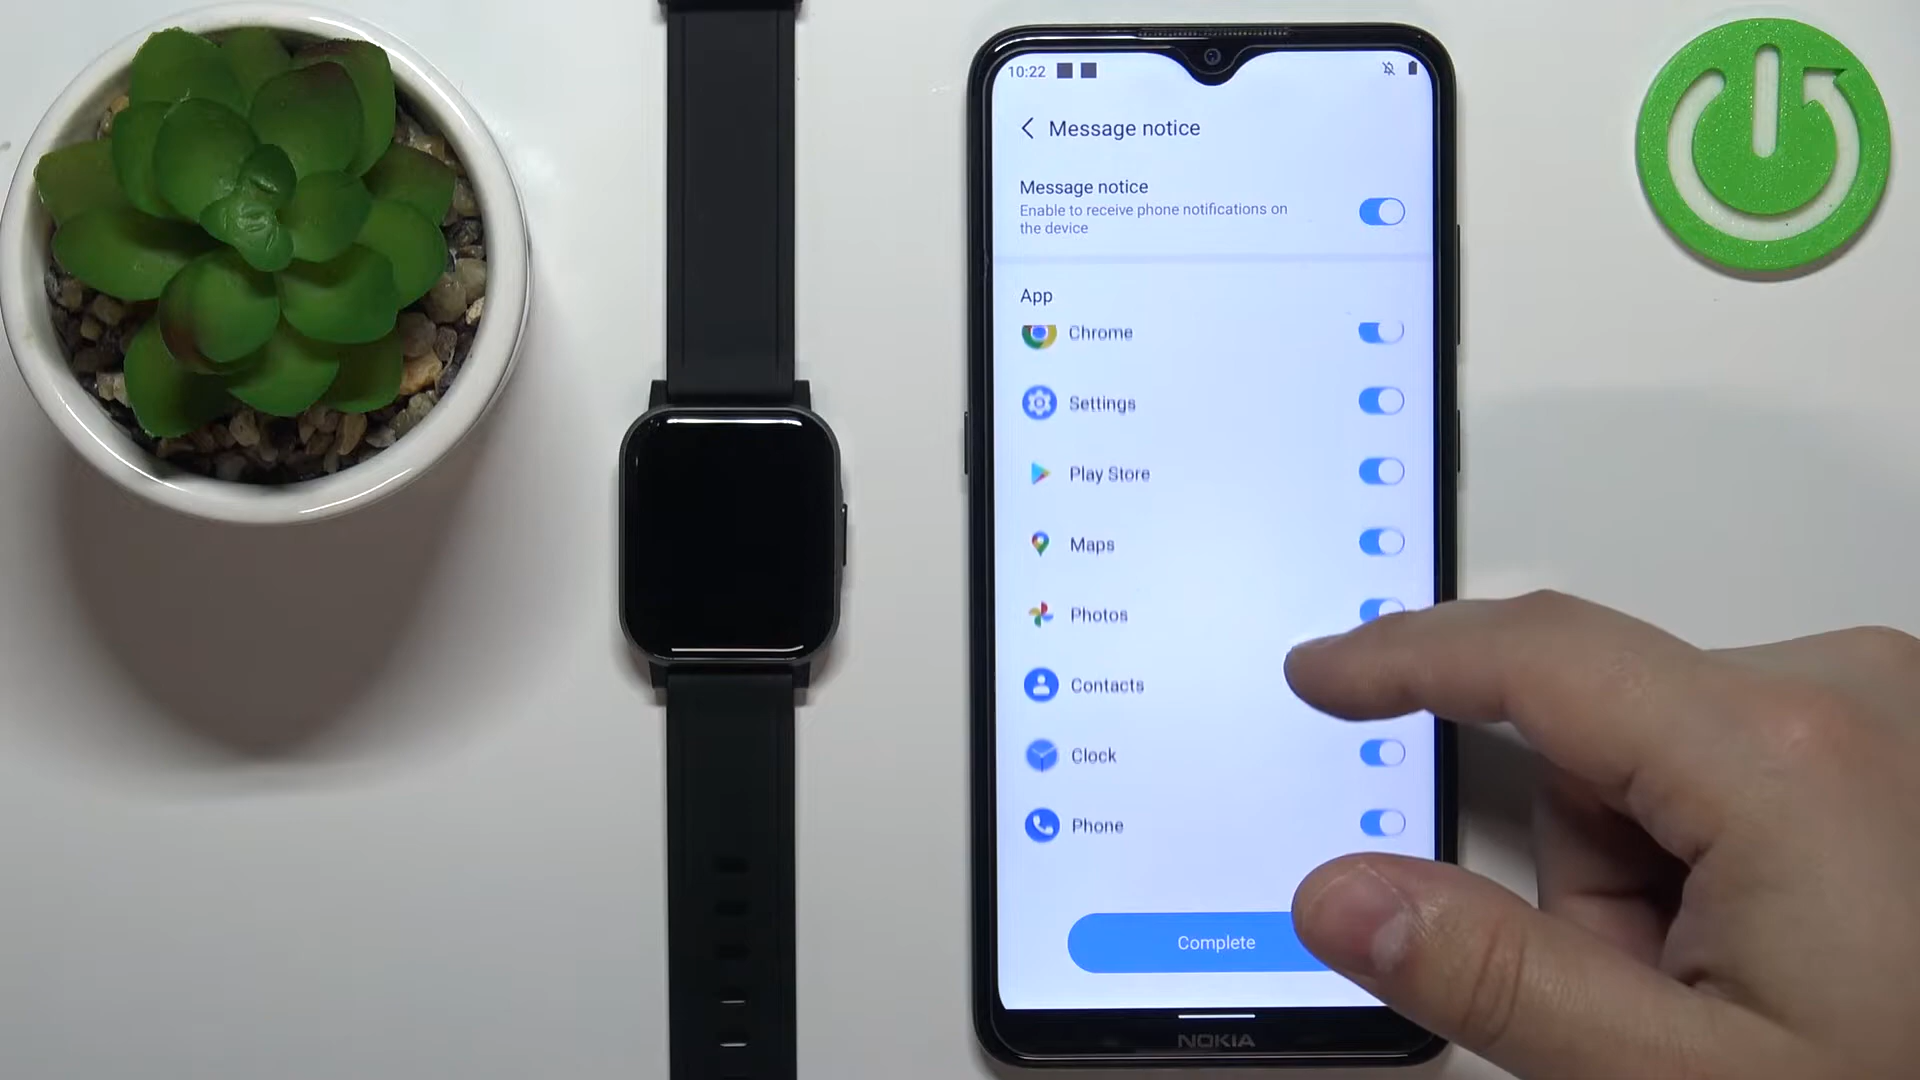 10:22
Message notice
Message notice
Enable to receive phone notifications on
the device
App
Chrome
Settings
Play Store
Maps
Photos
Contacts
Clock
Phone
Complete
NOKIA